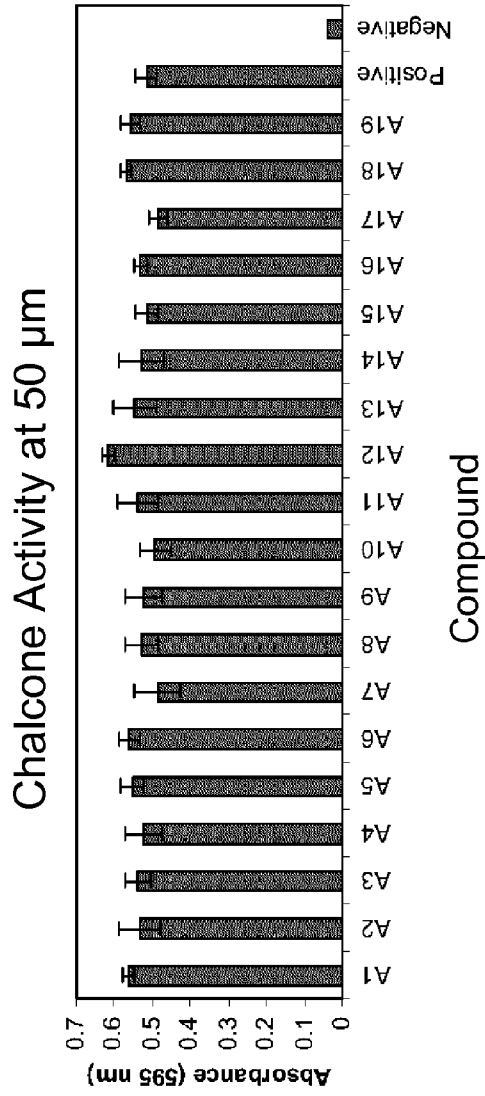 Chalcone Activity at 50 µm
Absorbance (595 nm)
0.7
0.6
0.5
0.4
0.3
0.2
0.1
0
A1 A2 A3 A4 A5 A6 A7 A8 A9 A10 A11 A12 A13 A14 A15 A16 A17 A18 A19 Positive Negative
Compound